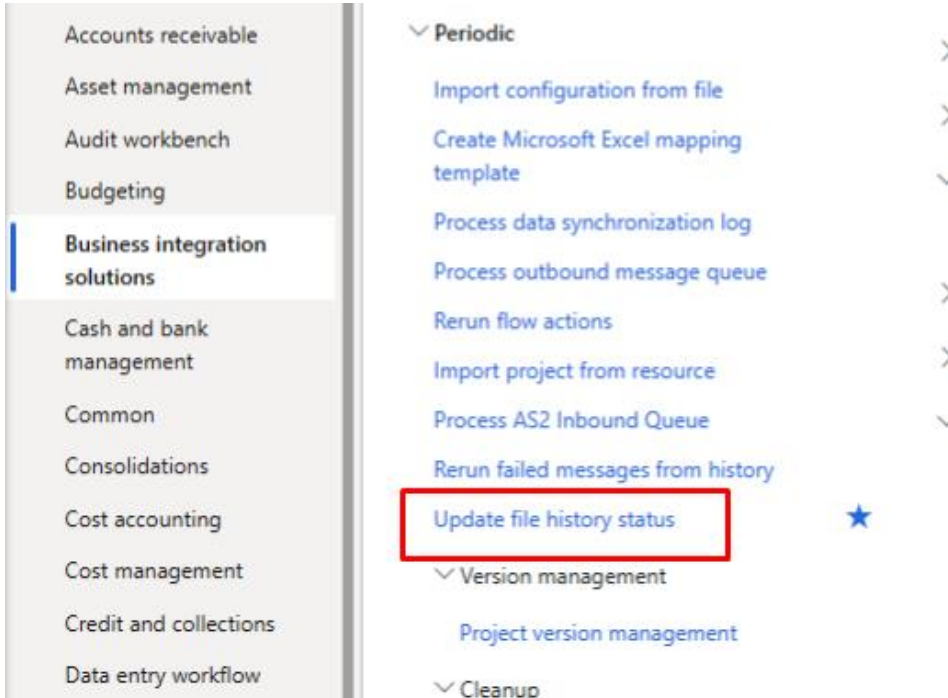 Accounts receivable
Asset management
Audit workbench
Budgeting
Business integration
solutions
Cash and bank
management
Common
Consolidations
Cost accounting
Cost management
Credit and collections
Data entry workflow
Periodic
Import configuration from file
Create Microsoft Excel mapping
template
Process data synchronization log
Process outbound message queue
Rerun flow actions
Import project from resource
Process AS2 Inbound Queue
Rerun failed messages from history
Update file history status
Version management
Project version management
Cleanup